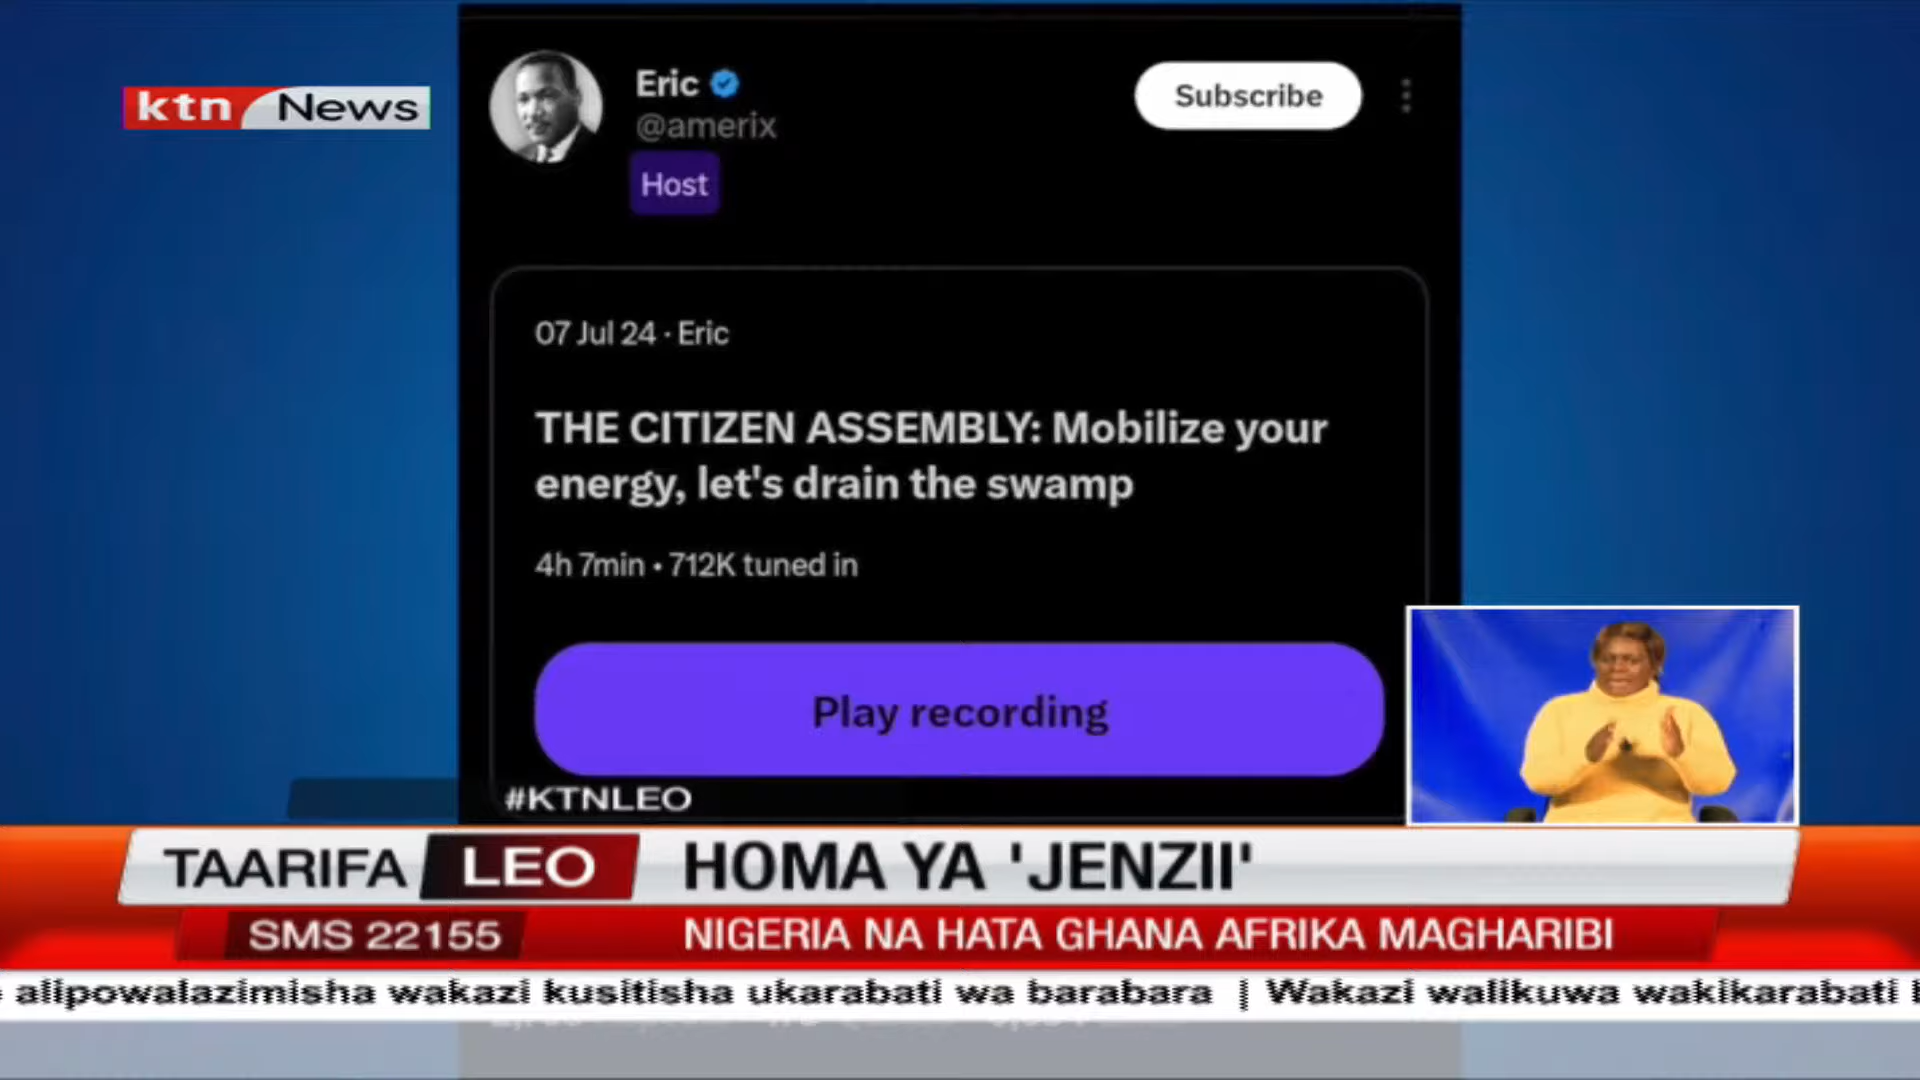 ktn News
Eric
@amerix
Host
Subscribe
07 Jul 24 · Eric
THE CITIZEN ASSEMBLY: Mobilize your
energy, let's drain the swamp
4h 7min • 712K tuned in
Play recording
#KTNLEO
TAARIFA LEO
HOMA YA 'JENZII'
SMS 22155
NIGERIA NA HATA GHANA AFRIKA MAGHARIBI
alipowalazimisha wakazi kusitisha ukarabati wa barabara | Wakazi walikuwa wakikarabati